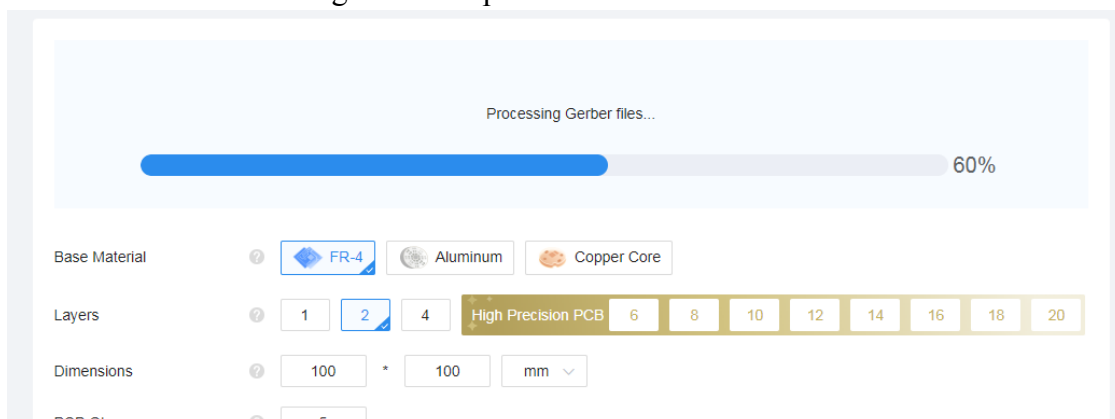 Processing Gerber files...
60%
Base Material FR-4 Aluminum Copper Core
Layers 1 2 4 High Precision PCB 6 8 10 12 14 16 18 20
Dimensions 100 * 100 mm